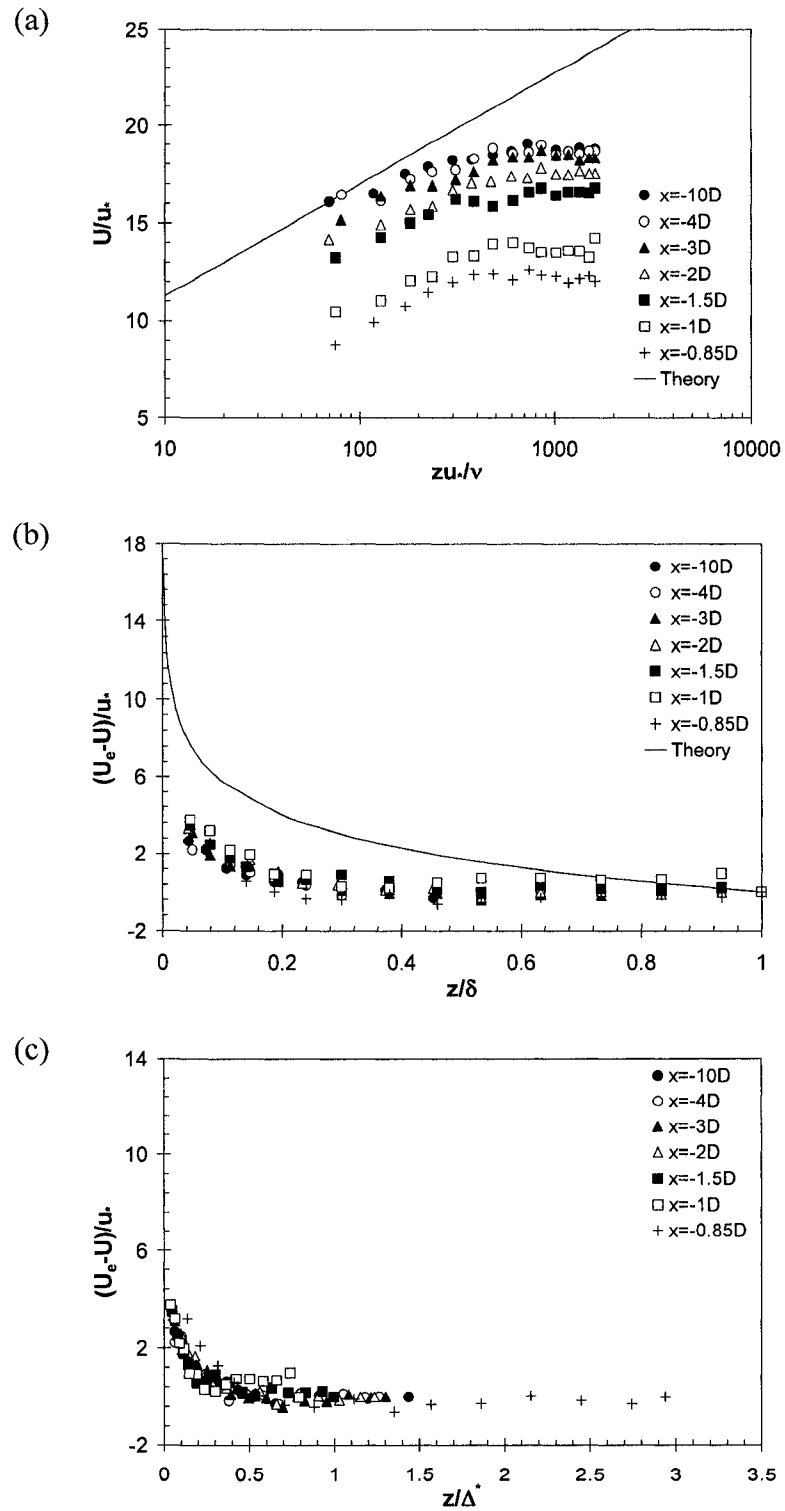 (a)
25
20
15
10
5
U/u*
10
100
1000
10000
zu*/ν
x=-10D
x=-4D
x=-3D
x=-2D
x=-1.5D
x=-1D
x=-0.85D
Theory
(b)
18
14
10
6
2
-2
(Ue-U)/u*
0
0.2
0.4
0.6
0.8
1
z/δ
x=-10D
x=-4D
x=-3D
x=-2D
x=-1.5D
x=-1D
x=-0.85D
Theory
(c)
14
10
6
2
-2
(Ue-U)/u*
0
0.5
1
1.5
2
2.5
3
3.5
z/Δ*
x=-10D
x=-4D
x=-3D
x=-2D
x=-1.5D
x=-1D
x=-0.85D